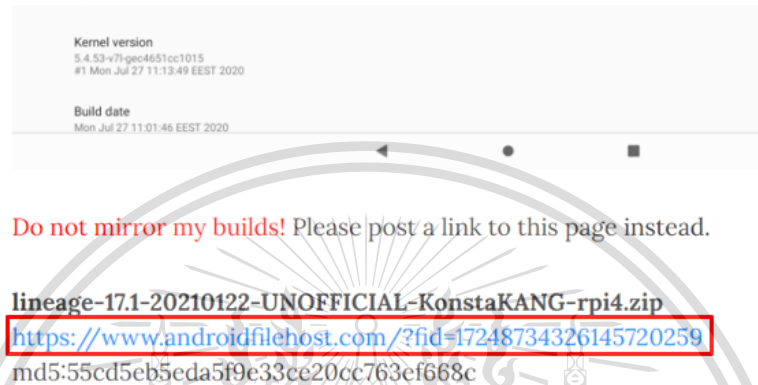 Kernel version
5.4.53-v7l-gec4651cc1015
#1 Mon Jul 27 11:13:49 EEST 2020
Build date
Mon Jul 27 11:01:46 EEST 2020
Do not mirror my builds! Please post a link to this page instead.
lineage-17.1-20210122-UNOFFICIAL-KonstaKANG-rpi4.zip
https://www.androidfilehost.com/?fid=17248734326145720259
md5:55cd5eb5eda5f9e33ce20cc763ef668c